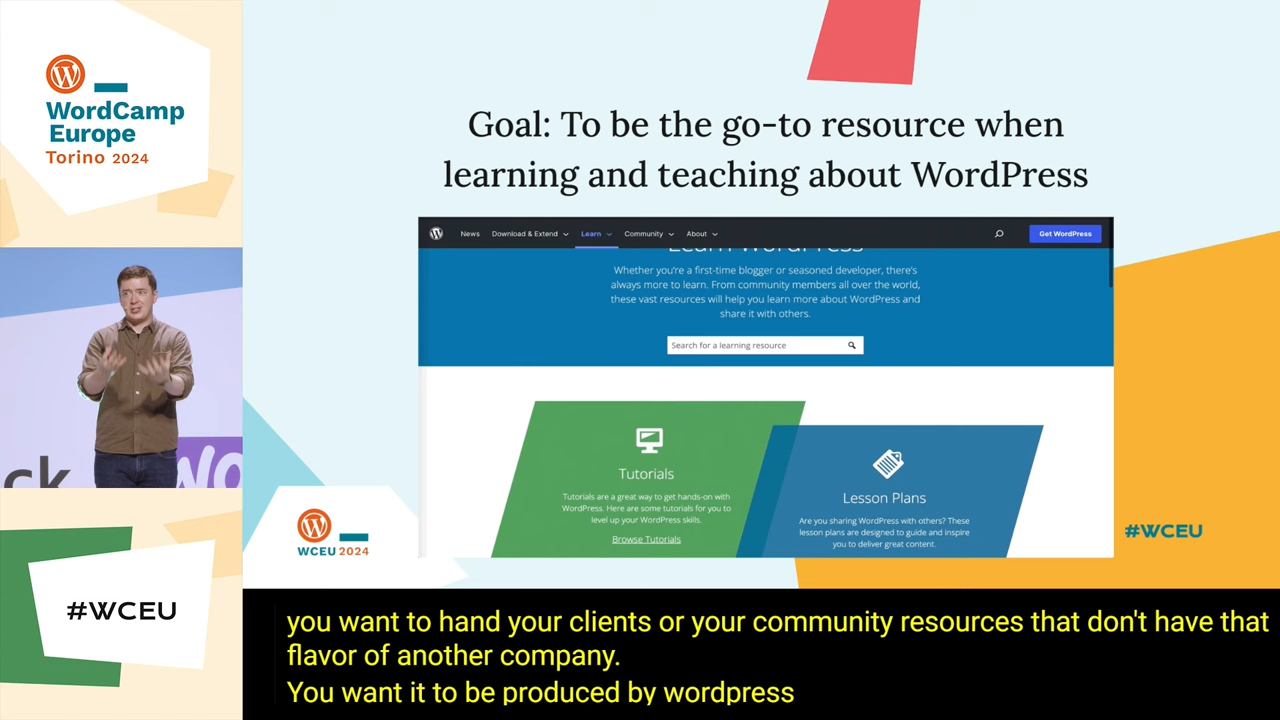 WordCamp
Europe
Torino 2024
Goal: To be the go-to resource when
learning and teaching about WordPress
News Download & Extend Learn Community About Get WordPress
Learn WordPress
Whether you're a first-time blogger or seasoned developer, there's
always more to learn. From community members all over the world,
these vast resources will help you learn more about WordPress and
share it with others.
Search for a learning resource
Tutorials
Tutorials are a great way to get hands-on with
WordPress. Here are some tutorials for you to
level up your WordPress skills.
Browse Tutorials
Lesson Plans
Are you sharing WordPress with others? These
lesson plans are designed to guide and inspire
you to deliver great content.
ck
WCEU 2024
#WCEU
#WCEU
you want to hand your clients or your community resources that don't have that
flavor of another company.
You want it to be produced by wordpress